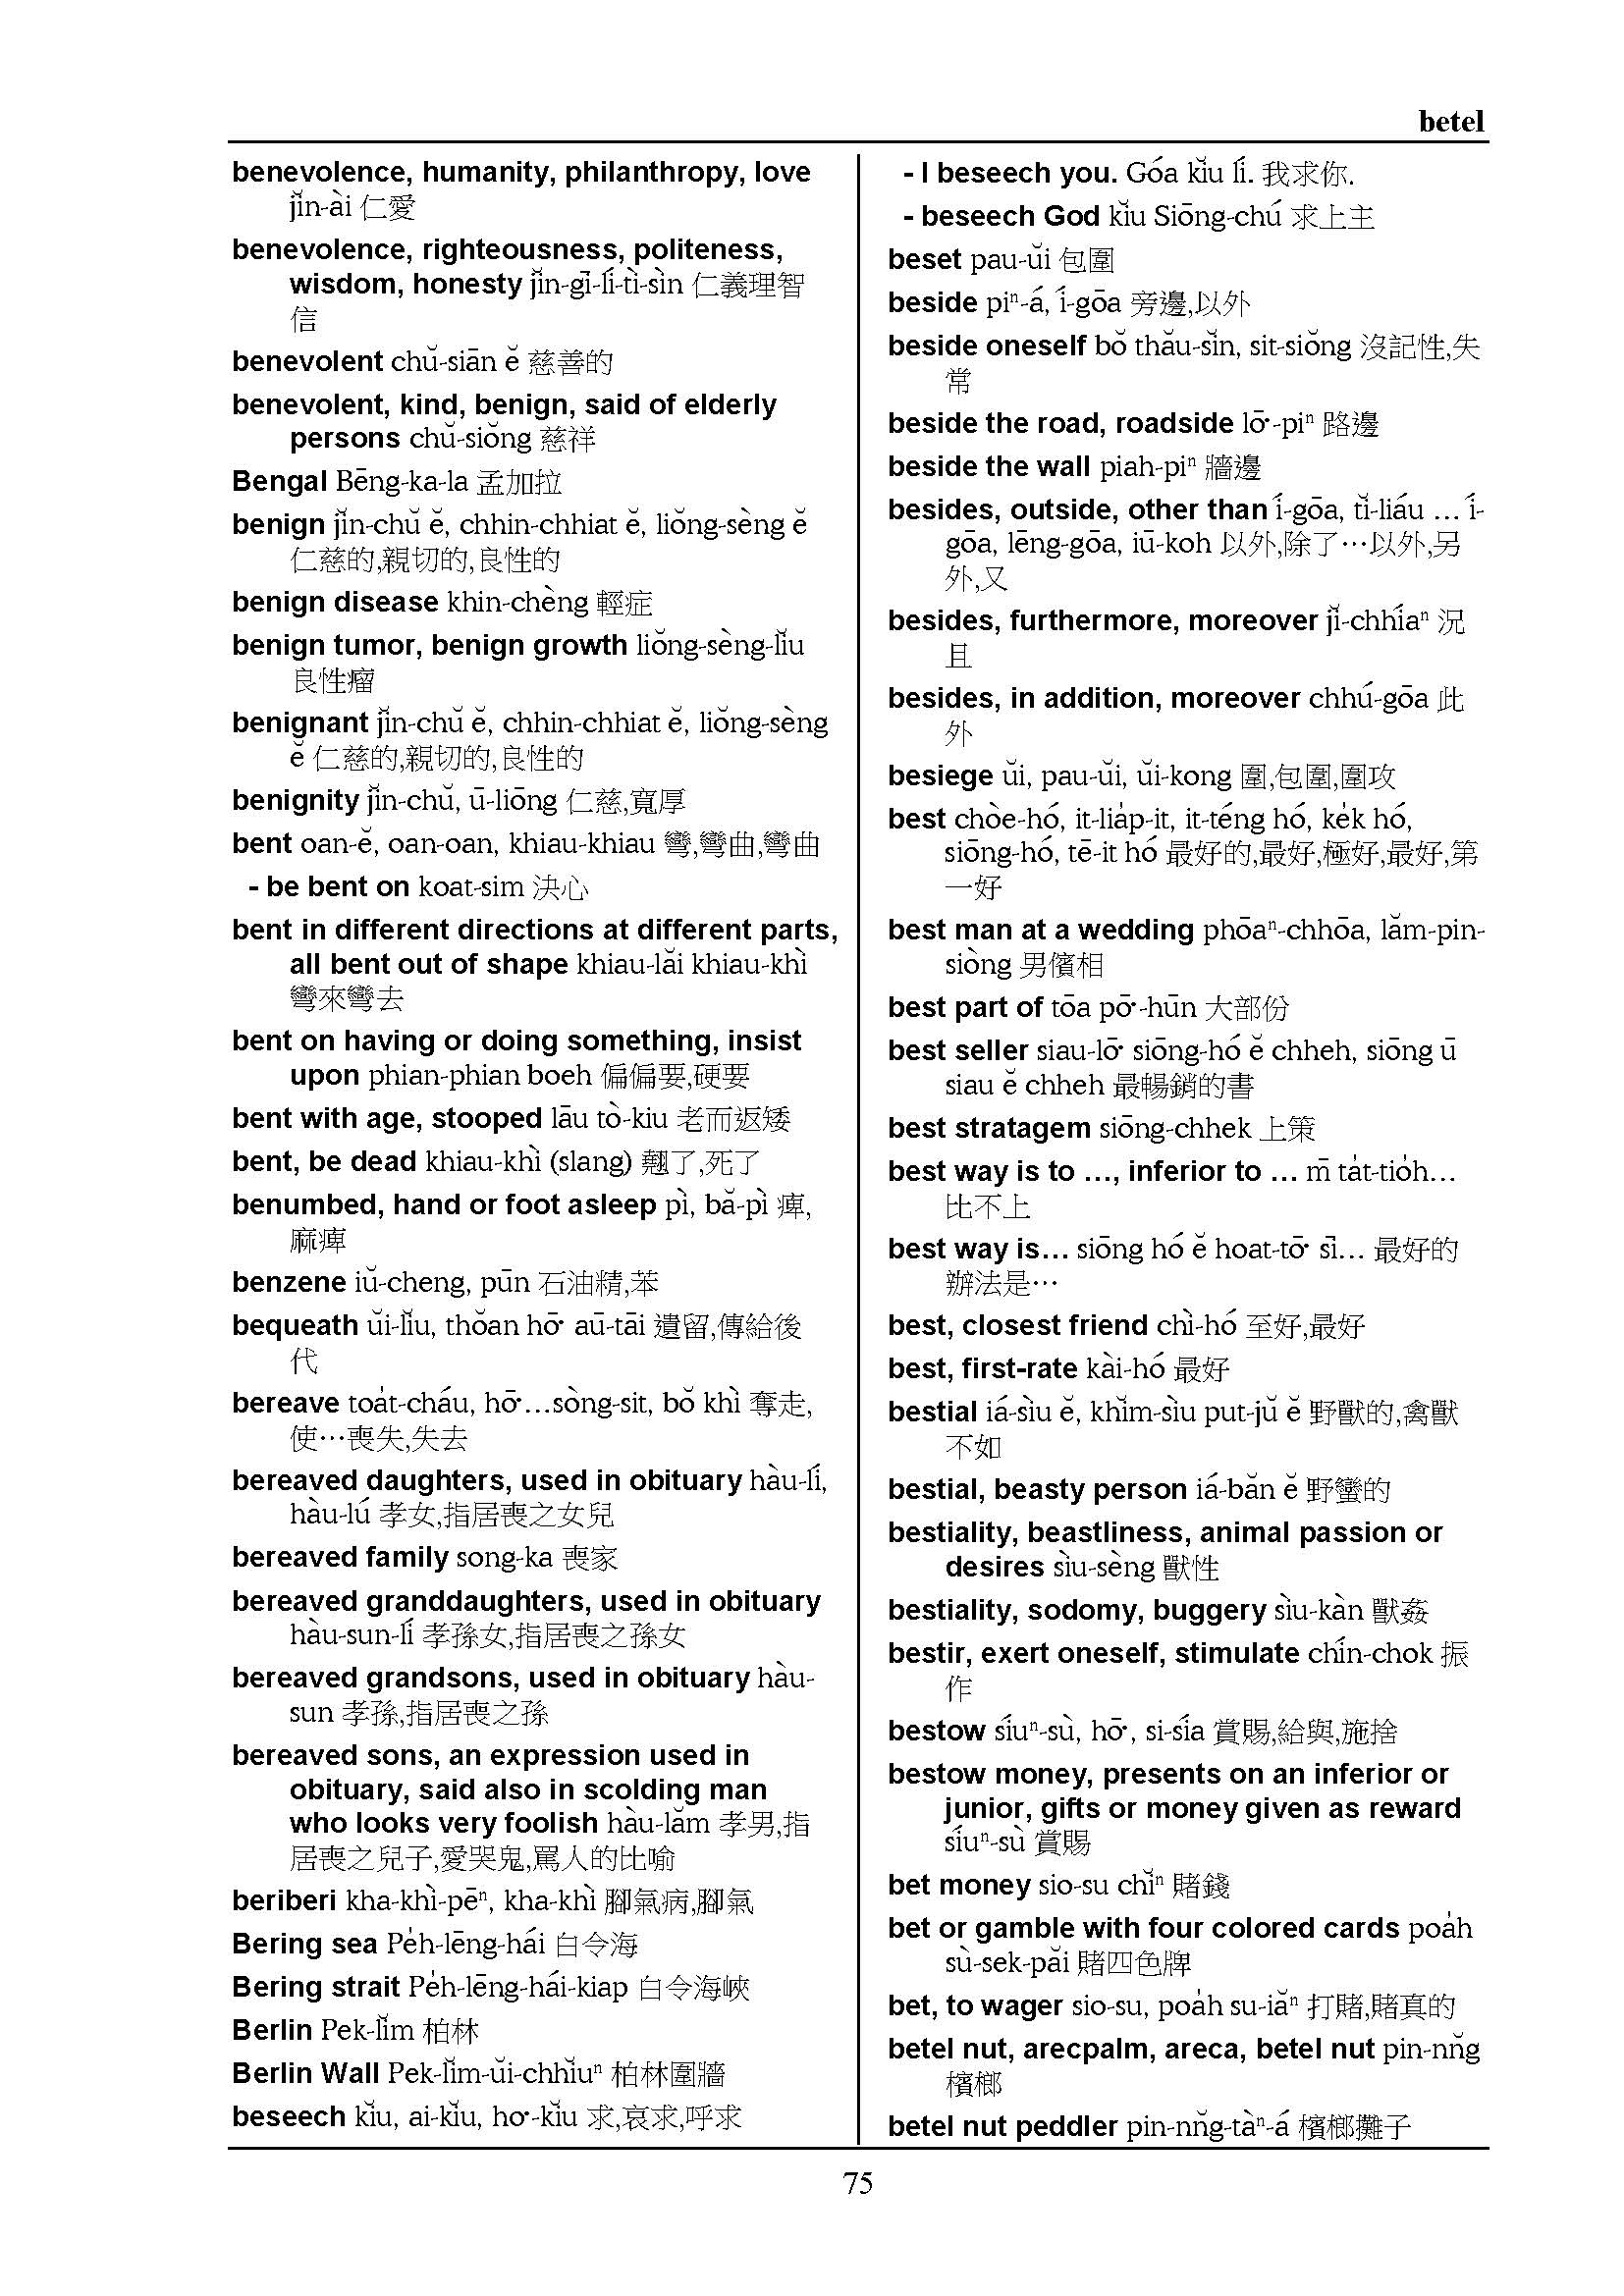 betel
benevolence, humanity, philanthropy, love
jĭn-ài 仁愛
benevolence, righteousness, politeness,
wisdom, honesty jĭn-gī-lí-tì-sìn 仁義理智
信
benevolent chŭ-siān ĕ 慈善的
benevolent, kind, benign, said of elderly
persons chŭ-siŏng 慈祥
Bengal Bēng-ka-la 孟加拉
benign jĭn-chŭ ĕ, chhin-chhiat ĕ, liŏng-sèng ĕ
仁慈的,親切的,良性的
benign disease khin-chèng 輕症
benign tumor, benign growth liŏng-sèng-lĭu
良性瘤
benignant jĭn-chŭ ĕ, chhin-chhiat ĕ, liŏng-sèng
ĕ 仁慈的,親切的,良性的
benignity jĭn-chŭ, ū-liōng 仁慈,寬厚
bent oan-ĕ, oan-oan, khiau-khiau 彎,彎曲,彎曲
- be bent on koat-sim 決心
bent in different directions at different parts,
all bent out of shape khiau-lăi khiau-khì
彎來彎去
bent on having or doing something, insist
upon phian-phian boeh 偏偏要,硬要
bent with age, stooped lāu tò-kiu 老而返矮
bent, be dead khiau-khì (slang) 翹了,死了
benumbed, hand or foot asleep pì, bă-pì 痺,
麻痺
benzene iŭ-cheng, pūn 石油精,苯
bequeath ŭi-lĭu, thŏan hō͘ aū-tāi 遺留,傳給後
代
bereave toa̍t-cháu, hō͘…sòng-sit, bŏ khì 奪走,
使⋯喪失,失去
bereaved daughters, used in obituary hàu-lí,
hàu-lú 孝女,指居喪之女兒
bereaved family song-ka 喪家
bereaved granddaughters, used in obituary
hàu-sun-lí 孝孫女,指居喪之孫女
bereaved grandsons, used in obituary hàu-
sun 孝孫,指居喪之孫
bereaved sons, an expression used in
obituary, said also in scolding man
who looks very foolish hàu-lăm 孝男,指
居喪之兒子,愛哭鬼,罵人的比喻
beriberi kha-khì-pēⁿ, kha-khì 腳氣病,腳氣
Bering sea Pe̍h-lēng-hái 白令海
Bering strait Pe̍h-lēng-hái-kiap 白令海峽
Berlin Pek-lĭm 柏林
Berlin Wall Pek-lĭm-ŭi-chhĭuⁿ 柏林圍牆
beseech kĭu, ai-kĭu, ho͘-kĭu 求,哀求,呼求
- I beseech you. Góa kĭu lí. 我求你.
- beseech God kĭu Siōng-chú 求上主
beset pau-ŭi 包圍
beside piⁿ-á, í-gōa 旁邊,以外
beside oneself bŏ thău-sĭn, sit-siŏng 沒記性,失
常
beside the road, roadside lō͘-piⁿ 路邊
beside the wall piah-piⁿ 牆邊
besides, outside, other than í-gōa, tĭ-liáu … í-
gōa, lēng-gōa, iū-koh 以外,除了⋯以外,另
外,又
besides, furthermore, moreover jĭ-chhíaⁿ 況
且
besides, in addition, moreover chhú-gōa 此
外
besiege ŭi, pau-ŭi, ŭi-kong 圍,包圍,圍攻
best chòe-hó, it-lia̍p-it, it-téng hó, ke̍k hó,
siōng-hó, tē-it hó 最好的,最好,極好,最好,第
一好
best man at a wedding phōaⁿ-chhōa, lăm-pin-
siòng 男儐相
best part of tōa pō͘-hūn 大部份
best seller siau-lō͘ siōng-hó ĕ chheh, siōng ū
siau ĕ chheh 最暢銷的書
best stratagem siōng-chhek 上策
best way is to …, inferior to … m̄ ta̍t-tio̍h…
比不上
best way is… siōng hó ĕ hoat-tō͘ sī… 最好的
辦法是⋯
best, closest friend chì-hó 至好,最好
best, first-rate kài-hó 最好
bestial iá-sìu ĕ, khĭm-sìu put-jŭ ĕ 野獸的,禽獸
不如
bestial, beasty person iá-băn ĕ 野蠻的
bestiality, beastliness, animal passion or
desires sìu-sèng 獸性
bestiality, sodomy, buggery sìu-kàn 獸姦
bestir, exert oneself, stimulate chín-chok 振
作
bestow síuⁿ-sù, hō͘, si-sía 賞賜,給與,施捨
bestow money, presents on an inferior or
junior, gifts or money given as reward
síuⁿ-sù 賞賜
bet money sio-su chĭⁿ 賭錢
bet or gamble with four colored cards poa̍h
sù-sek-păi 賭四色牌
bet, to wager sio-su, poa̍h su-iăⁿ 打賭,賭真的
betel nut, arecpalm, areca, betel nut pin-nn̆g
檳榔
betel nut peddler pin-nn̆g-tàⁿ-á 檳榔攤子
75